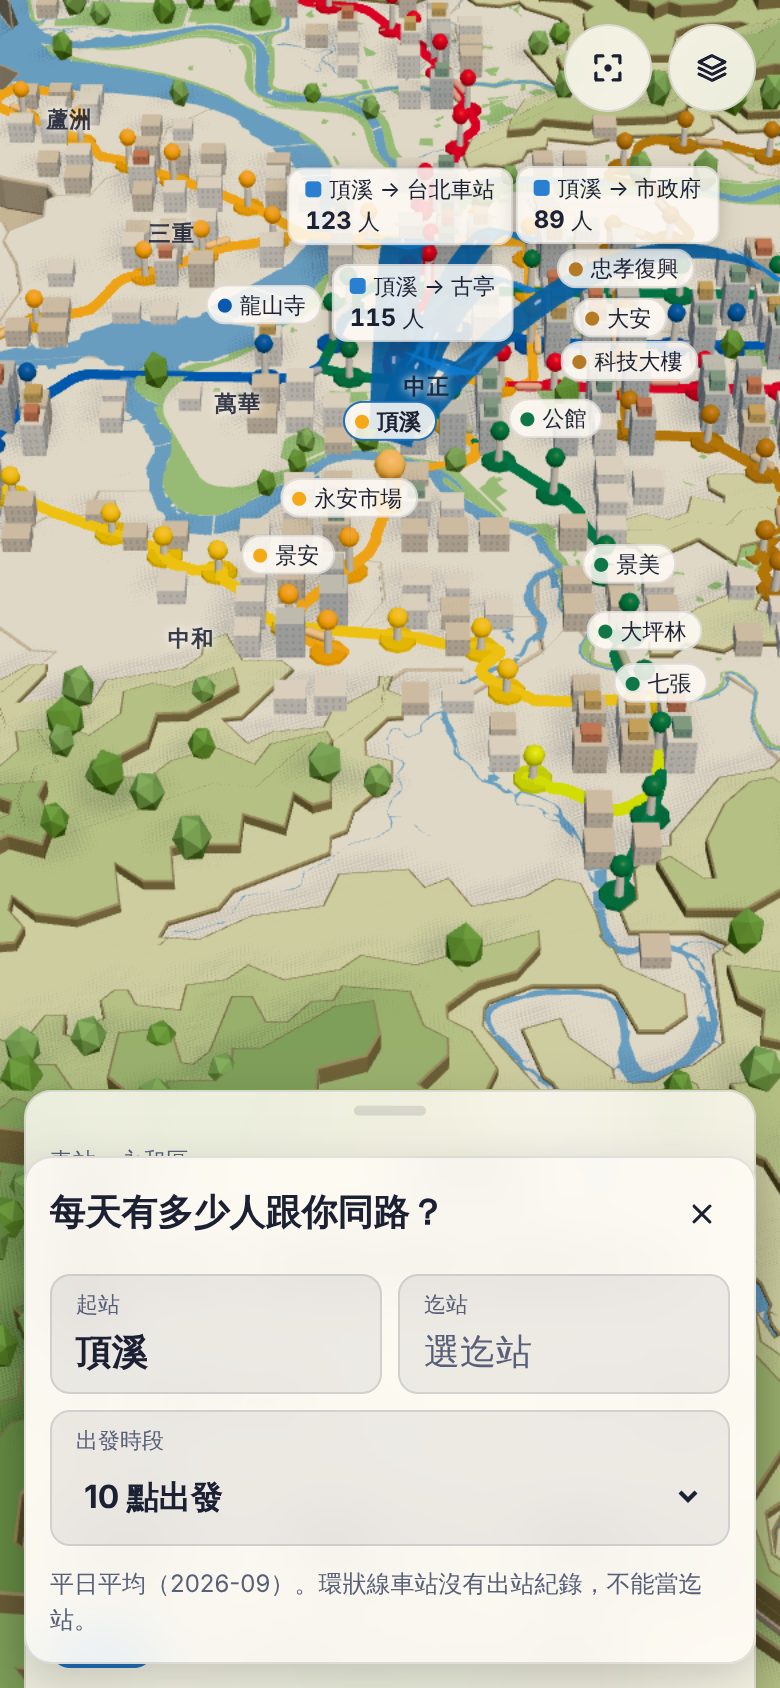 蘆洲
頂溪 → 台北車站
123 人
頂溪 → 市政府
89 人
三重
忠孝復興
頂溪 → 古亭
115 人
龍山寺
大安
科技大樓
中正
萬華
頂溪
公館
永安市場
景安
景美
中和
大坪林
七張
車站 · 永和區
每天有多少人跟你同路？
起站
頂溪
迄站
選迄站
出發時段
10 點出發
平日平均（2026-09）。環狀線車站沒有出站紀錄，不能當迄
站。